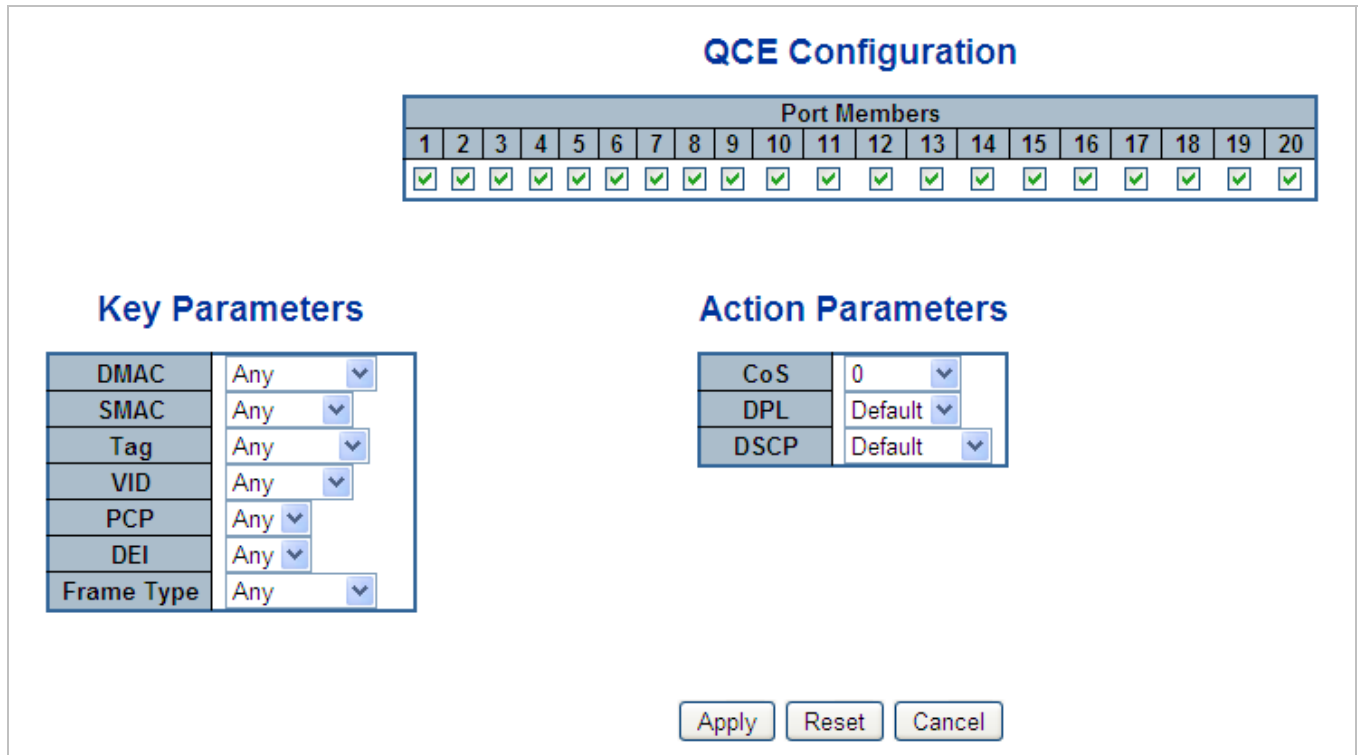 QCE Configuration
Port Members
1 2 3 4 5 6 7 8 9 10 11 12 13 14 15 16 17 18 19 20
Key Parameters
DMAC Any
SMAC Any
Tag Any
VID Any
PCP Any
DEI Any
Frame Type Any
Action Parameters
CoS 0
DPL Default
DSCP Default
Apply Reset Cancel